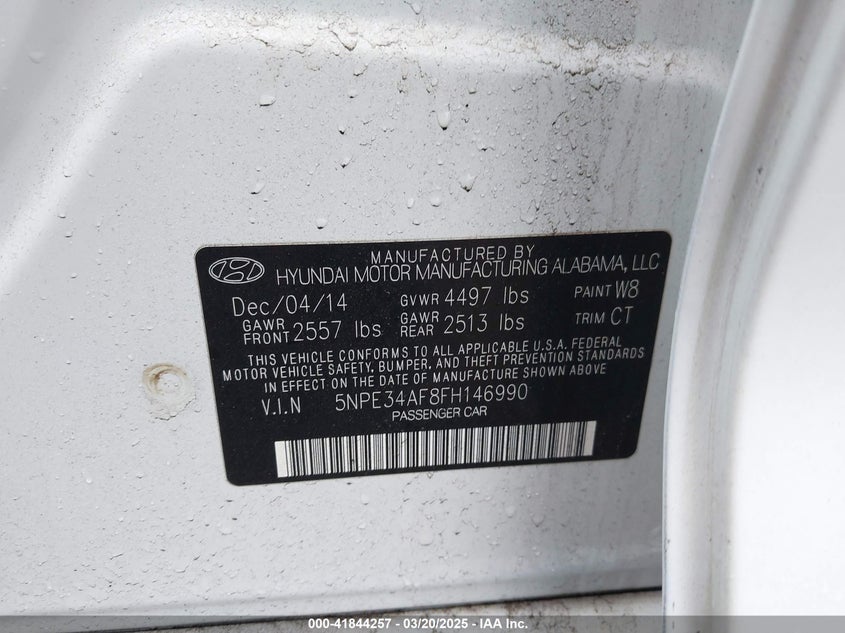 MANUFACTURED BY
HYUNDAI MOTOR MANUFACTURING ALABAMA, LLC
Dec/04/14 GVWR 4497 lbs PAINT W8
GAWR FRONT 2557 lbs GAWR REAR 2513 lbs TRIM CT
THIS VEHICLE CONFORMS TO ALL APPLICABLE U.S.A. FEDERAL
MOTOR VEHICLE SAFETY, BUMPER, AND THEFT PREVENTION STANDARDS
IN EFFECT ON THE DATE OF MANUFACTURE SHOWN ABOVE
V.I.N 5NPE34AF8FH146990
PASSENGER CAR
000-41844257 - 03/20/2025 - IAA Inc.